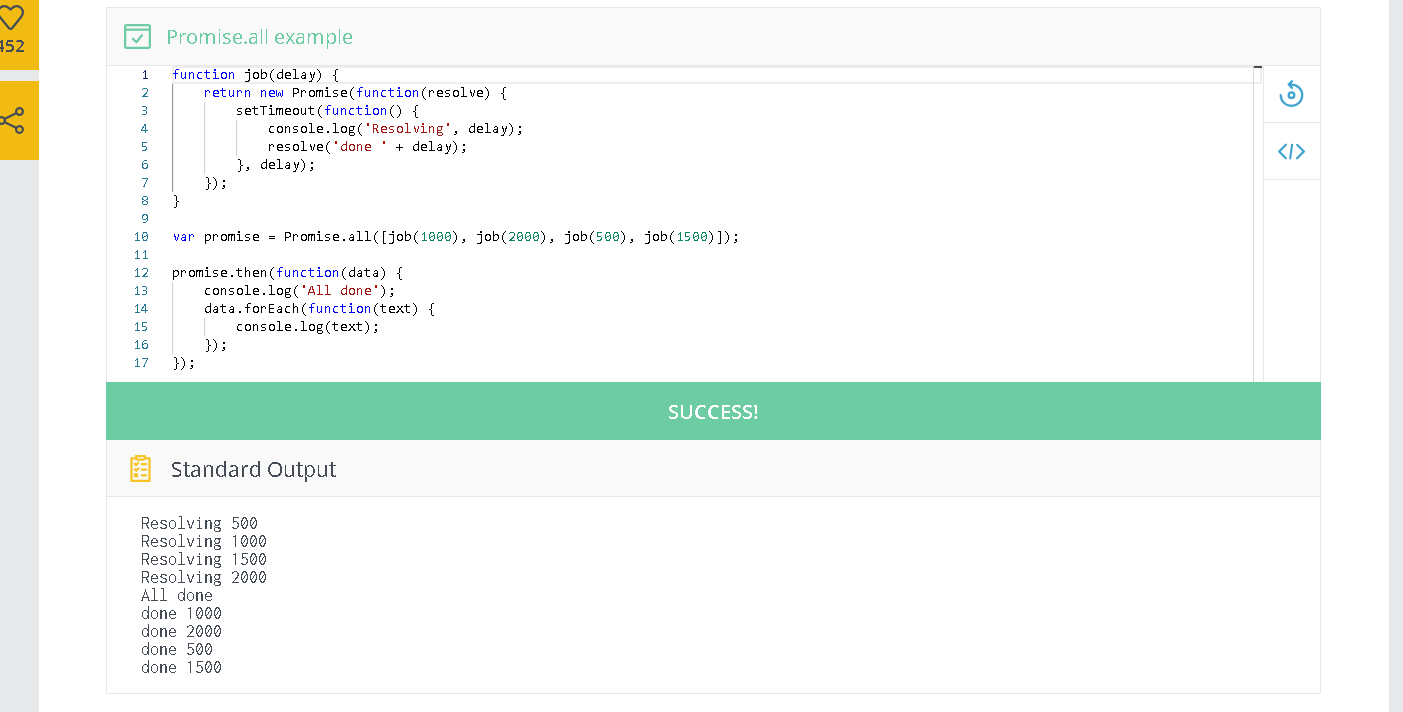 452
Promise.all example
1 function job(delay) {
2 return new Promise(function(resolve) {
3 setTimeout(function() {
4 console.log('Resolving', delay);
5 resolve('done ' + delay);
6 }, delay);
7 });
8 }
9
10 var promise = Promise.all([job(1000), job(2000), job(500), job(1500)]);
11
12 promise.then(function(data) {
13 console.log('All done');
14 data.forEach(function(text) {
15 console.log(text);
16 });
17 });
SUCCESS!
Standard Output
Resolving 500
Resolving 1000
Resolving 1500
Resolving 2000
All done
done 1000
done 2000
done 500
done 1500